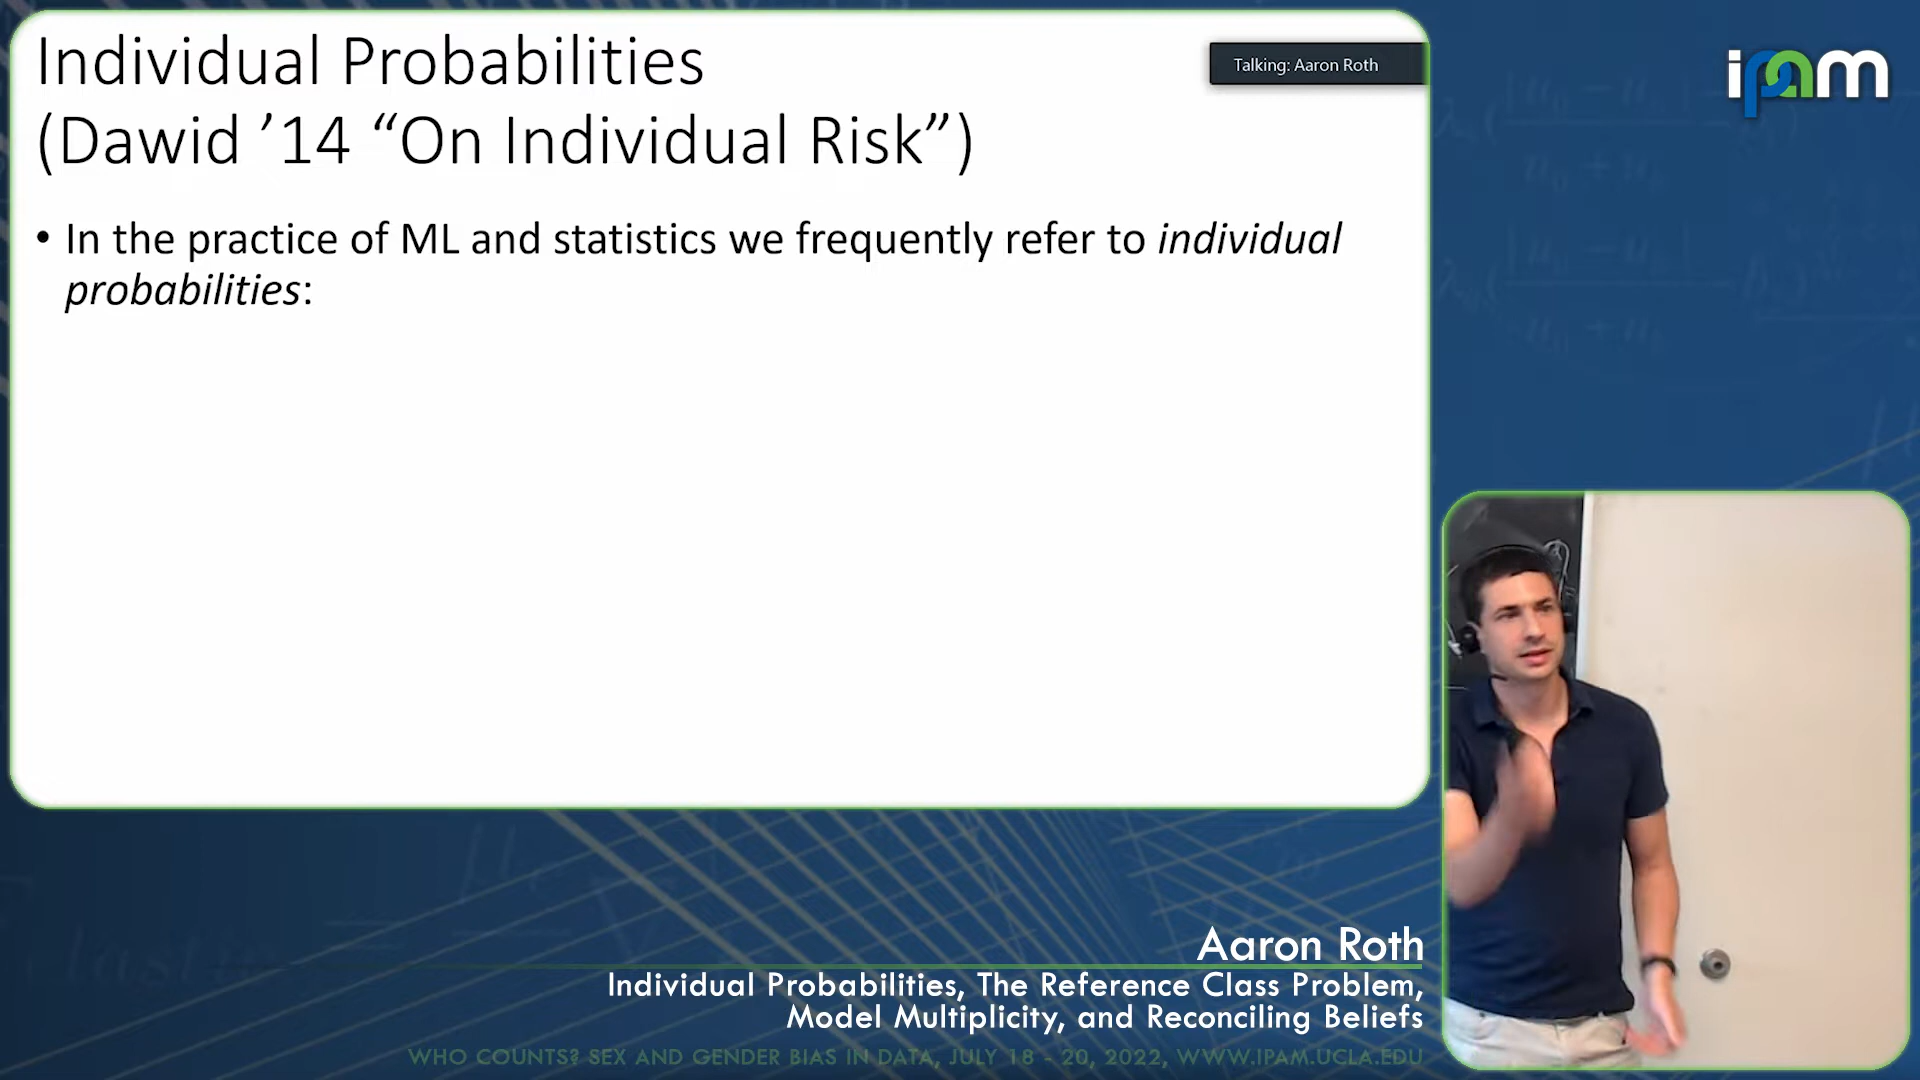 Individual Probabilities
(Dawid ’14 “On Individual Risk”)
Talking: Aaron Roth
ipam
• In the practice of ML and statistics we frequently refer to individual
probabilities:
Aaron Roth
Individual Probabilities, The Reference Class Problem,
Model Multiplicity, and Reconciling Beliefs
WHO COUNTS? SEX AND GENDER BIAS IN DATA, JULY 18 - 20, 2022, WWW.IPAM.UCLA.EDU